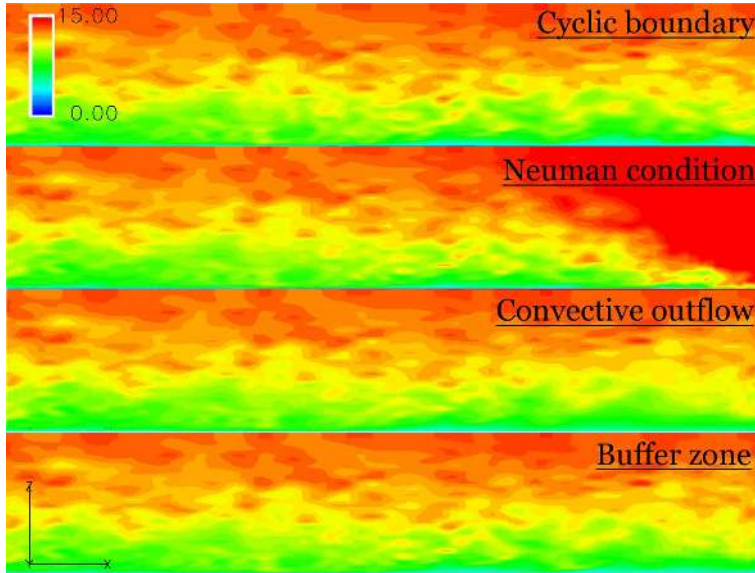 15.00
Cyclic boundary
0.00
Neuman condition
Convective outflow
Buffer zone
z
x